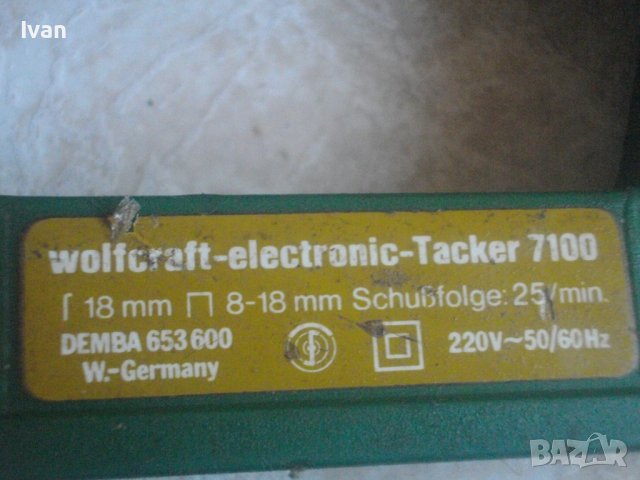 Ivan
wolfcraft-electronic-Tacker 7100
18 mm 8-18 mm Schußfolge: 25/min.
DEMBA 653 600
W.-Germany
220V~50/60Hz
BAZAR